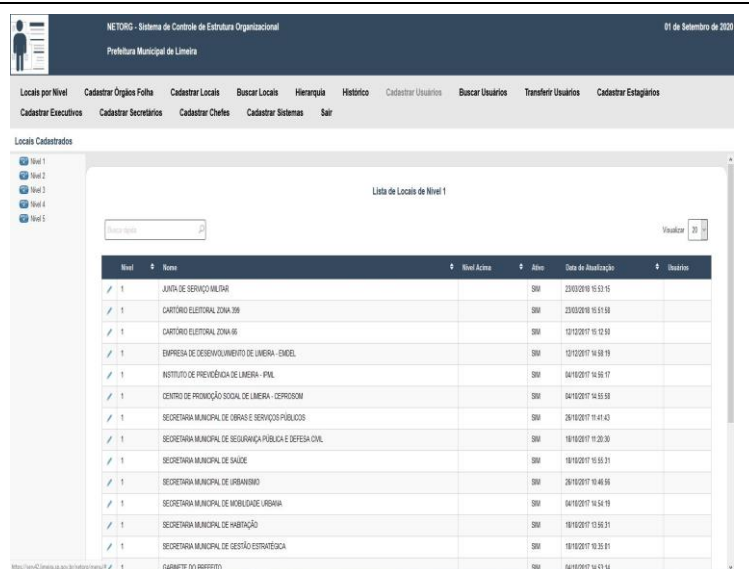 NETORG - Sistema de Controle de Estrutura Organizacional
01 de Setembro de 2020
Prefeitura Municipal de Limeira
Locais por Nivel Cadastrar Órgãos Folha Cadastrar Locais Buscar Locais Hierarquia Histórico Cadastrar Usuários Buscar Usuários Transferir Usuários Cadastrar Estagiários
Cadastrar Executivos Cadastrar Secretários Cadastrar Chefes Cadastrar Sistemas Sair
Locais Cadastrados
Nível 1
Nível 2
Nível 3
Nível 4
Nível 5
Lista de Locais de Nível 1
Busca rápida
Visualizar 20
Nível Nome Nível Acima Ativo Data de Atualização Usuários
1 JUNTA DE SERVIÇO MILITAR SIM 23/03/2018 15:53:15
1 CARTÓRIO ELEITORAL ZONA 399 SIM 23/03/2018 15:51:58
1 CARTÓRIO ELEITORAL ZONA 66 SIM 12/12/2017 15:12:50
1 EMPRESA DE DESENVOLVIMENTO DE LIMEIRA - EMDEL SIM 12/12/2017 14:58:19
1 INSTITUTO DE PREVIDÊNCIA DE LIMEIRA - IPML SIM 04/10/2017 14:56:17
1 CENTRO DE PROMOÇÃO SOCIAL DE LIMEIRA - CEPROSOM SIM 04/10/2017 14:55:58
1 SECRETARIA MUNICIPAL DE OBRAS E SERVIÇOS PÚBLICOS SIM 26/10/2017 11:41:43
1 SECRETARIA MUNICIPAL DE SEGURANÇA PÚBLICA E DEFESA CIVIL SIM 18/10/2017 11:20:30
1 SECRETARIA MUNICIPAL DE SAÚDE SIM 18/10/2017 15:55:31
1 SECRETARIA MUNICIPAL DE URBANISMO SIM 26/10/2017 10:46:56
1 SECRETARIA MUNICIPAL DE MOBILIDADE URBANA SIM 04/10/2017 14:54:19
1 SECRETARIA MUNICIPAL DE HABITAÇÃO SIM 18/10/2017 13:56:31
1 SECRETARIA MUNICIPAL DE GESTÃO ESTRATÉGICA SIM 18/10/2017 10:35:01
1 GABINETE DO PREFEITO SIM 04/10/2017 14:53:14